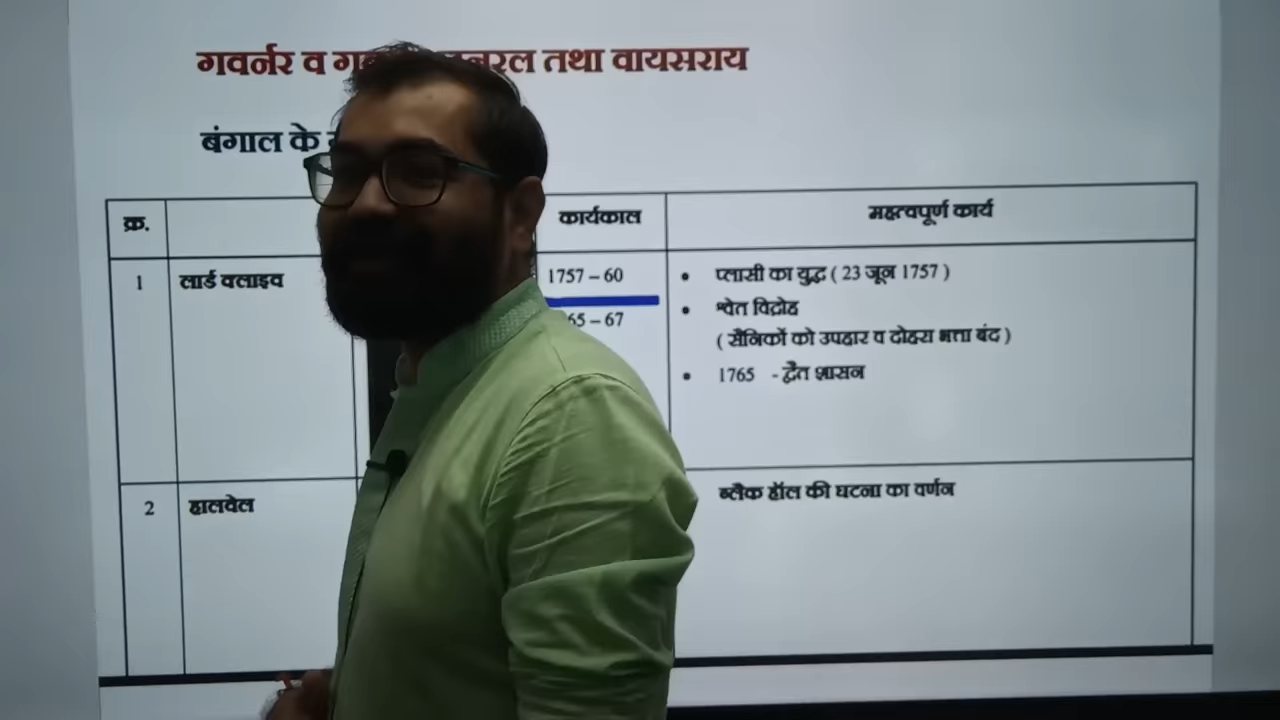 गवर्नर व तथा वायसराय
बंगाल के
क्र. कार्यकाल महत्वपूर्ण कार्य
1 लार्ड क्लाइव 1757 – 60 • प्लासी का युद्ध ( 23 जून 1757 )
65 – 67 • श्वेत विद्रोह
( सैनिकों को उपहार व दोहरा भत्ता बंद )
• 1765 - द्वैत शासन
2 हालवेल ब्लैक हॉल की घटना का वर्णन